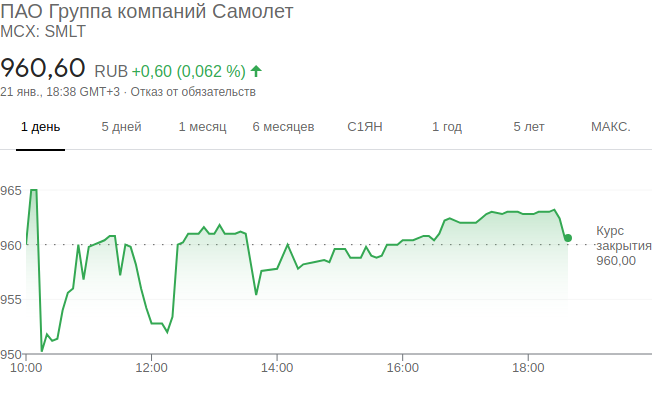 ПАО Группа компаний Самолет
MCX: SMLT
960,60 RUB +0,60 (0,062 %)
21 янв., 18:38 GMT+3 · Отказ от обязательств
1 день 5 дней 1 месяц 6 месяцев С1ЯН 1 год 5 лет МАКС.
965
960
955
950
Курс
закрытия
960,00
10:00 12:00 14:00 16:00 18:00